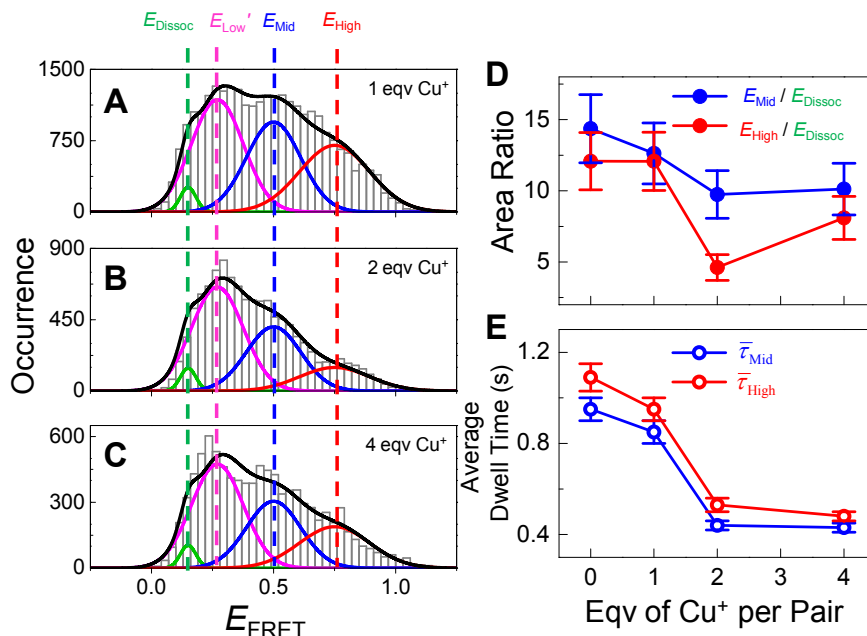 E_Dissoc E_Low′ E_Mid E_High
A
1 eqv Cu⁺
1500
750
0
B
2 eqv Cu⁺
900
450
0
C
4 eqv Cu⁺
600
300
0
Occurrence
0.0 0.5 1.0
E_FRET
D
E_Mid / E_Dissoc
E_High / E_Dissoc
15
10
5
Area Ratio
E
τ̅_Mid
τ̅_High
1.2
0.8
0.4
Average
Dwell Time (s)
0 1 2 3 4
Eqv of Cu⁺ per Pair